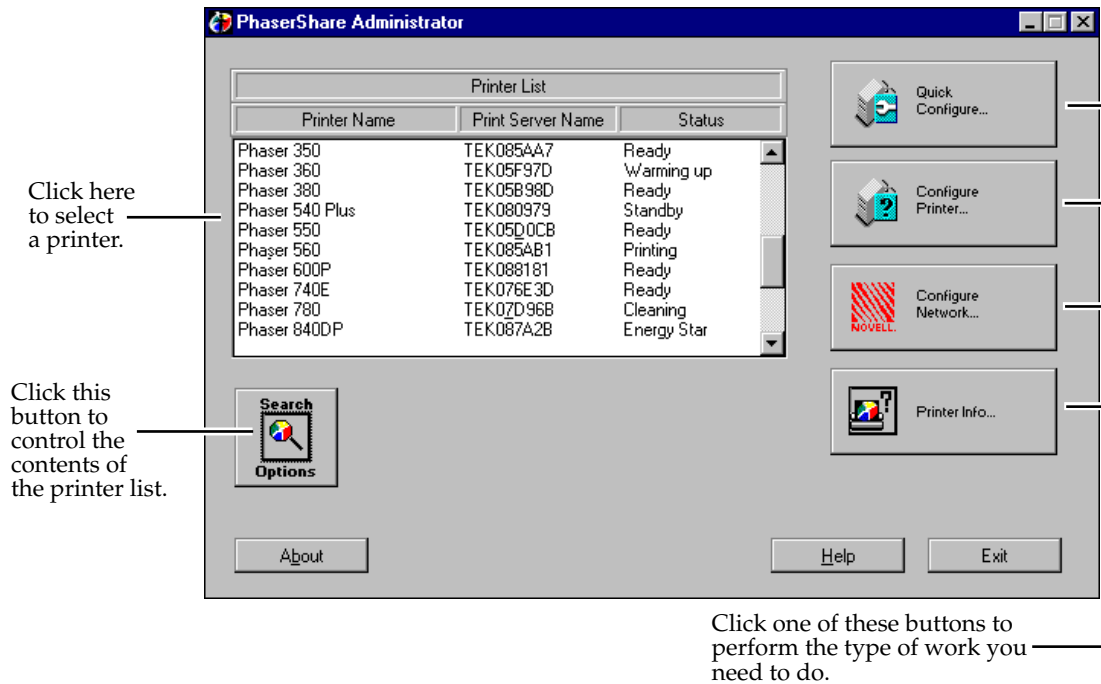 PhaserShare Administrator
Printer List
Printer Name Print Server Name Status
Phaser 350 TEK085AA7 Ready
Phaser 360 TEK05F97D Warming up
Phaser 380 TEK05B98D Ready
Phaser 540 Plus TEK080979 Standby
Phaser 550 TEK05D0CB Ready
Phaser 560 TEK085AB1 Printing
Phaser 600P TEK088181 Ready
Phaser 740E TEK076E3D Ready
Phaser 780 TEK07D96B Cleaning
Phaser 840DP TEK087A2B Energy Star
Quick
Configure...
Configure
Printer...
NOVELL.
Configure
Network...
Printer Info...
Click here
to select
a printer.
Click this
button to
control the
contents of
the printer list.
Search
Options
About
Help
Exit
Click one of these buttons to
perform the type of work you
need to do.